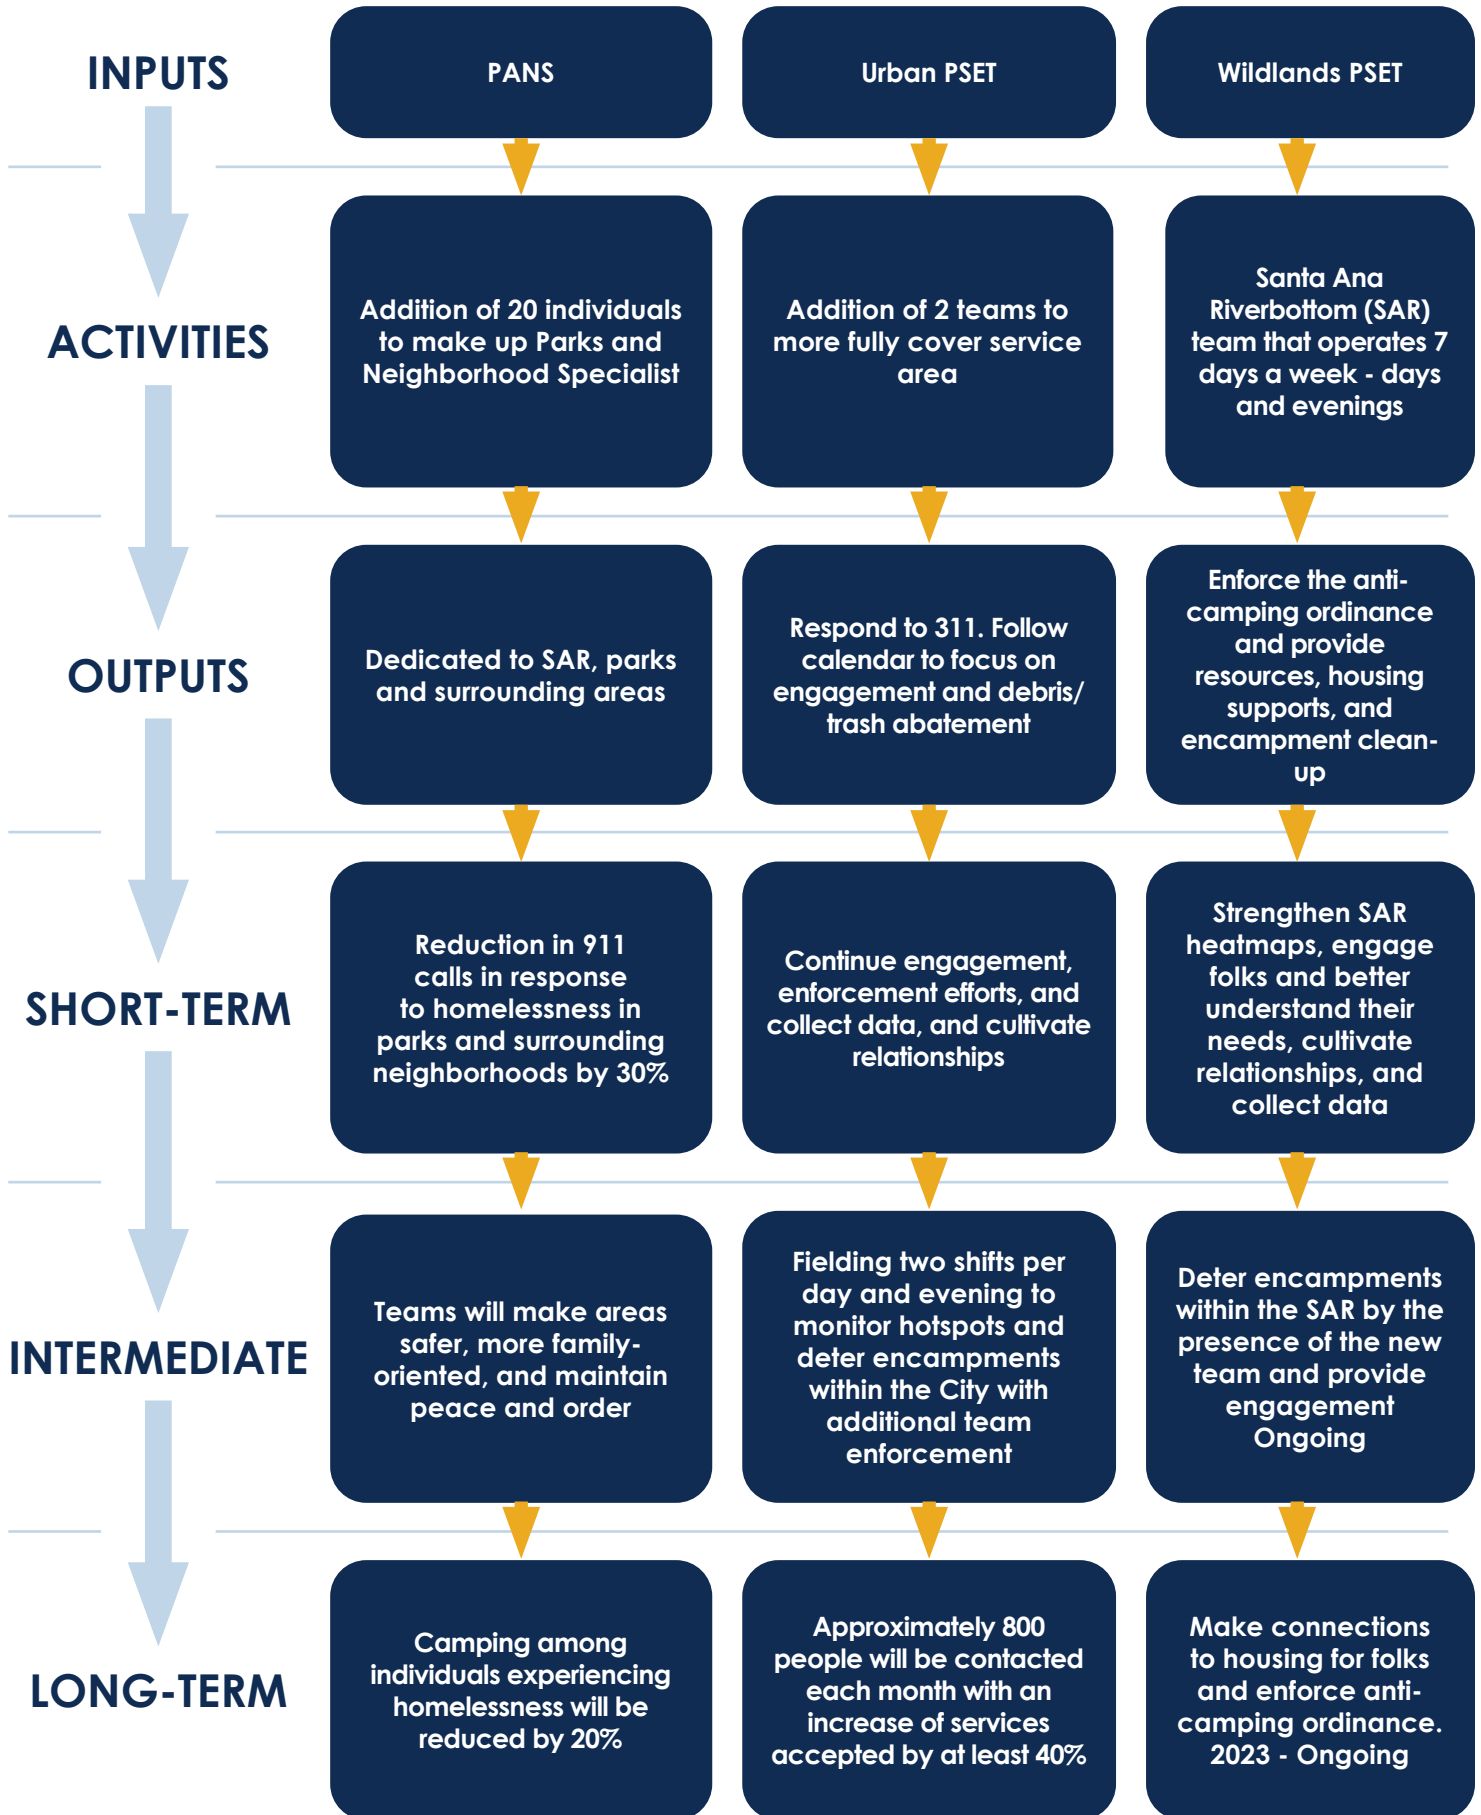 INPUTS
PANS
Urban PSET
Wildlands PSET
ACTIVITIES
Addition of 20 individuals
to make up Parks and
Neighborhood Specialist
Addition of 2 teams to
more fully cover service
area
Santa Ana
Riverbottom (SAR)
team that operates 7
days a week - days
and evenings
OUTPUTS
Dedicated to SAR, parks
and surrounding areas
Respond to 311. Follow
calendar to focus on
engagement and debris/
trash abatement
Enforce the anti-
camping ordinance
and provide
resources, housing
supports, and
encampment clean-
up
SHORT-TERM
Reduction in 911
calls in response
to homelessness in
parks and surrounding
neighborhoods by 30%
Continue engagement,
enforcement efforts, and
collect data, and cultivate
relationships
Strengthen SAR
heatmaps, engage
folks and better
understand their
needs, cultivate
relationships, and
collect data
INTERMEDIATE
Teams will make areas
safer, more family-
oriented, and maintain
peace and order
Fielding two shifts per
day and evening to
monitor hotspots and
deter encampments
within the City with
additional team
enforcement
Deter encampments
within the SAR by the
presence of the new
team and provide
engagement
Ongoing
LONG-TERM
Camping among
individuals experiencing
homelessness will be
reduced by 20%
Approximately 800
people will be contacted
each month with an
increase of services
accepted by at least 40%
Make connections
to housing for folks
and enforce anti-
camping ordinance.
2023 - Ongoing